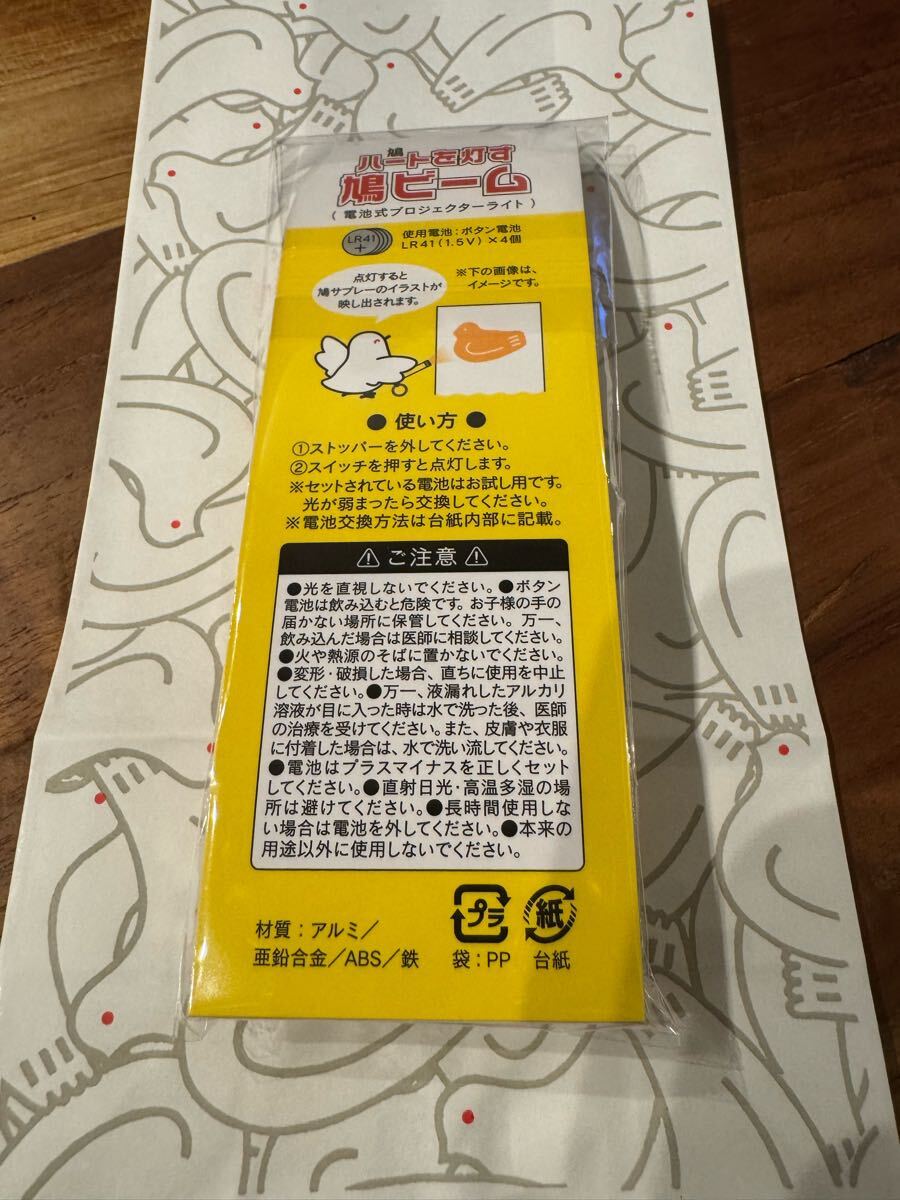 鳩
ハートを灯す
鳩ビーム
(電池式プロジェクターライト)
LR41
+
使用電池:ボタン電池
LR41(1.5V)×4個
点灯すると
鳩サブレーのイラストが
映し出されます。
※下の画像は、
イメージです。
●使い方●
①ストッパーを外してください。
②スイッチを押すと点灯します。
※セットされている電池はお試し用です。
光が弱まったら交換してください。
※電池交換方法は台紙内部に記載。
⚠ご注意⚠
●光を直視しないでください。●ボタン
電池は飲み込むと危険です。お子様の手の
届かない場所に保管してください。万一、
飲み込んだ場合は医師に相談してください。
●火や熱源のそばに置かないでください。
●変形・破損した場合、直ちに使用を中止
してください。●万一、液漏れしたアルカリ
溶液が目に入った時は水で洗った後、医師
の治療を受けてください。また、皮膚や衣服
に付着した場合は、水で洗い流してください。
●電池はプラスマイナスを正しくセット
してください。●直射日光・高温多湿の場
所は避けてください。●長時間使用しな
い場合は電池を外してください。●本来の
用途以外に使用しないでください。
材質:アルミ/
亜鉛合金/ABS/鉄
プラ
袋:PP
紙
台紙